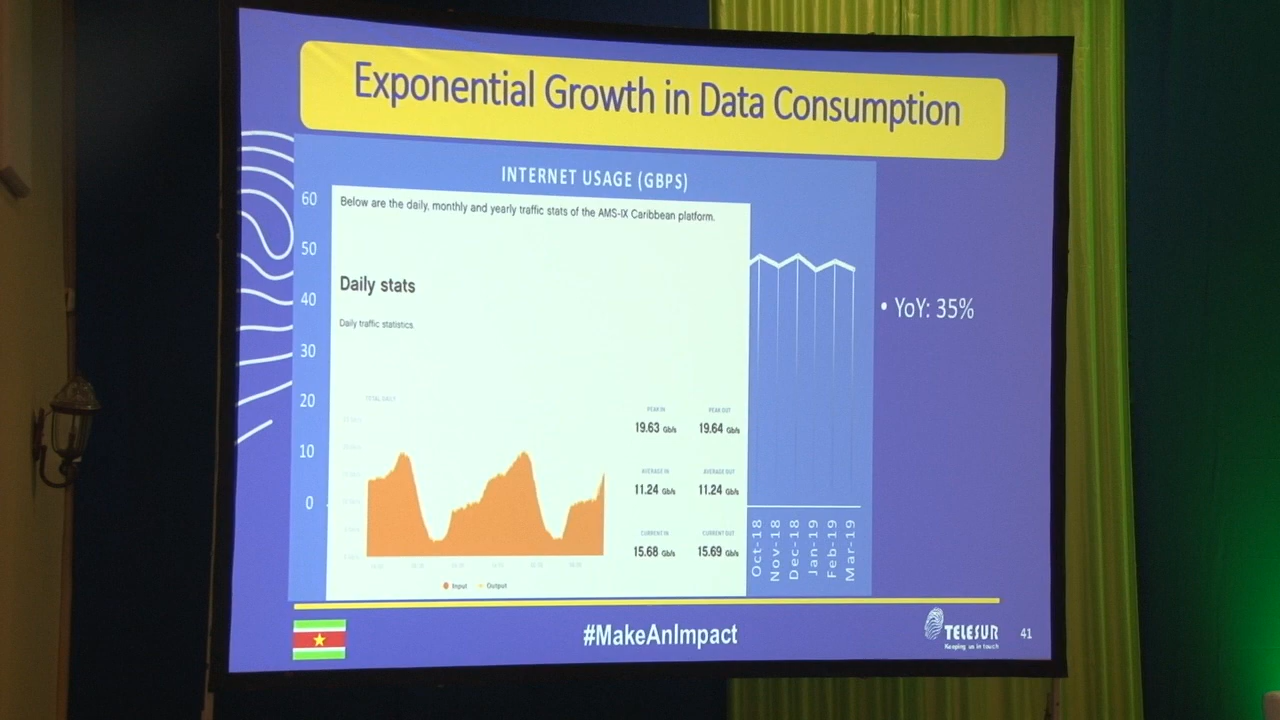 Exponential Growth in Data Consumption
INTERNET USAGE (GBPS)
60
50
40
30
20
10
0
Below are the daily, monthly and yearly traffic stats of the AMS-IX Caribbean platform.
Daily stats
Daily traffic statistics
TOTAL DAILY
PEAK IN PEAK OUT
19.63 Gb/s 19.64 Gb/s
AVERAGE IN AVERAGE OUT
11.24 Gb/s 11.24 Gb/s
CURRENT IN CURRENT OUT
15.68 Gb/s 15.69 Gb/s
Input Output
Oct-18
Nov-18
Dec-18
Jan-19
Feb-19
Mar-19
• YoY: 35%
#MakeAnImpact
TELESUR
Keeping us in touch
41